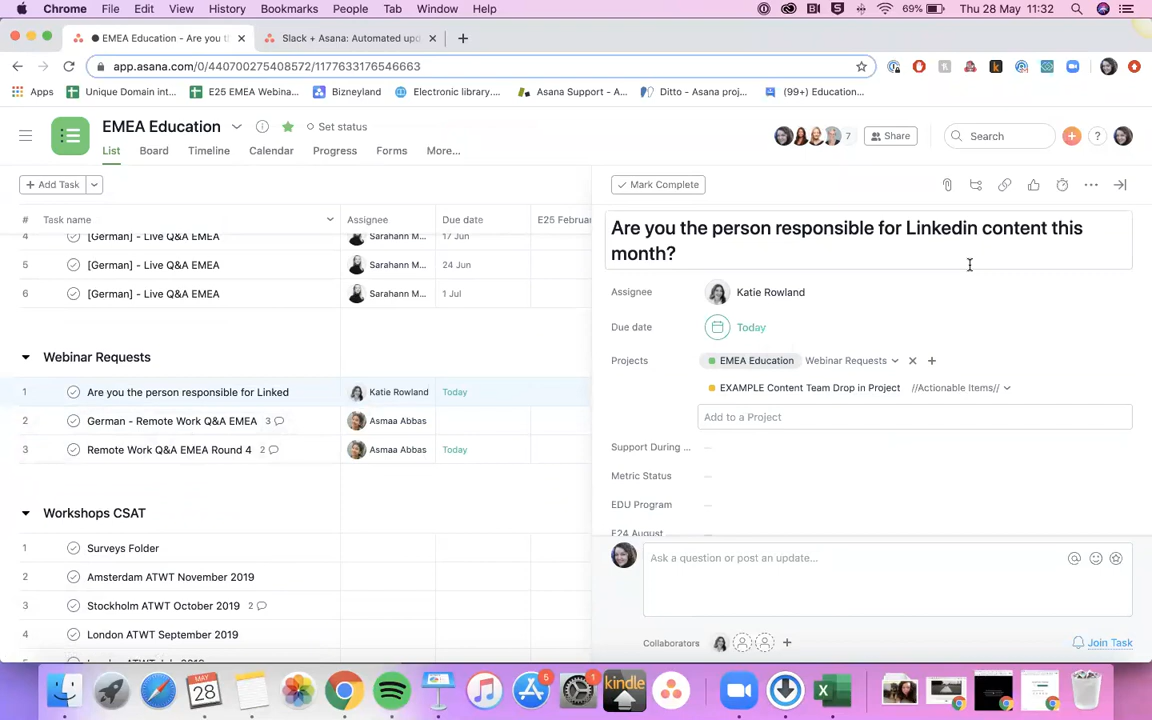 Chrome File Edit View History Bookmarks People Tab Window Help 69% Thu 28 May 11:32
EMEA Education - Are you t
Slack + Asana: Automated upd
app.asana.com/0/440700275408572/1177633176546663
Apps Unique Domain int... E25 EMEA Webina... Bizneyland Electronic library.... Asana Support - A... Ditto - Asana proj... (99+) Education...
EMEA Education Set status 7 Share Search ?
List Board Timeline Calendar Progress Forms More...
+ Add Task
Mark Complete
# Task name Assignee Due date E25 Februa
4 [German] - Live Q&A EMEA Sarahann M... 17 Jun
5 [German] - Live Q&A EMEA Sarahann M... 24 Jun
6 [German] - Live Q&A EMEA Sarahann M... 1 Jul
Webinar Requests
1 Are you the person responsible for Linked Katie Rowland Today
2 German - Remote Work Q&A EMEA 3 Asmaa Abbas
3 Remote Work Q&A EMEA Round 4 2 Asmaa Abbas Today
Workshops CSAT
1 Surveys Folder
2 Amsterdam ATWT November 2019
3 Stockholm ATWT October 2019 2
4 London ATWT September 2019
Are you the person responsible for Linkedin content this
month?
Assignee Katie Rowland
Due date Today
Projects EMEA Education Webinar Requests
EXAMPLE Content Team Drop in Project //Actionable Items//
Add to a Project
Support During ... —
Metric Status —
EDU Program —
E24 August
Ask a question or post an update...
Collaborators Join Task
MAY
28
5
1
kindle